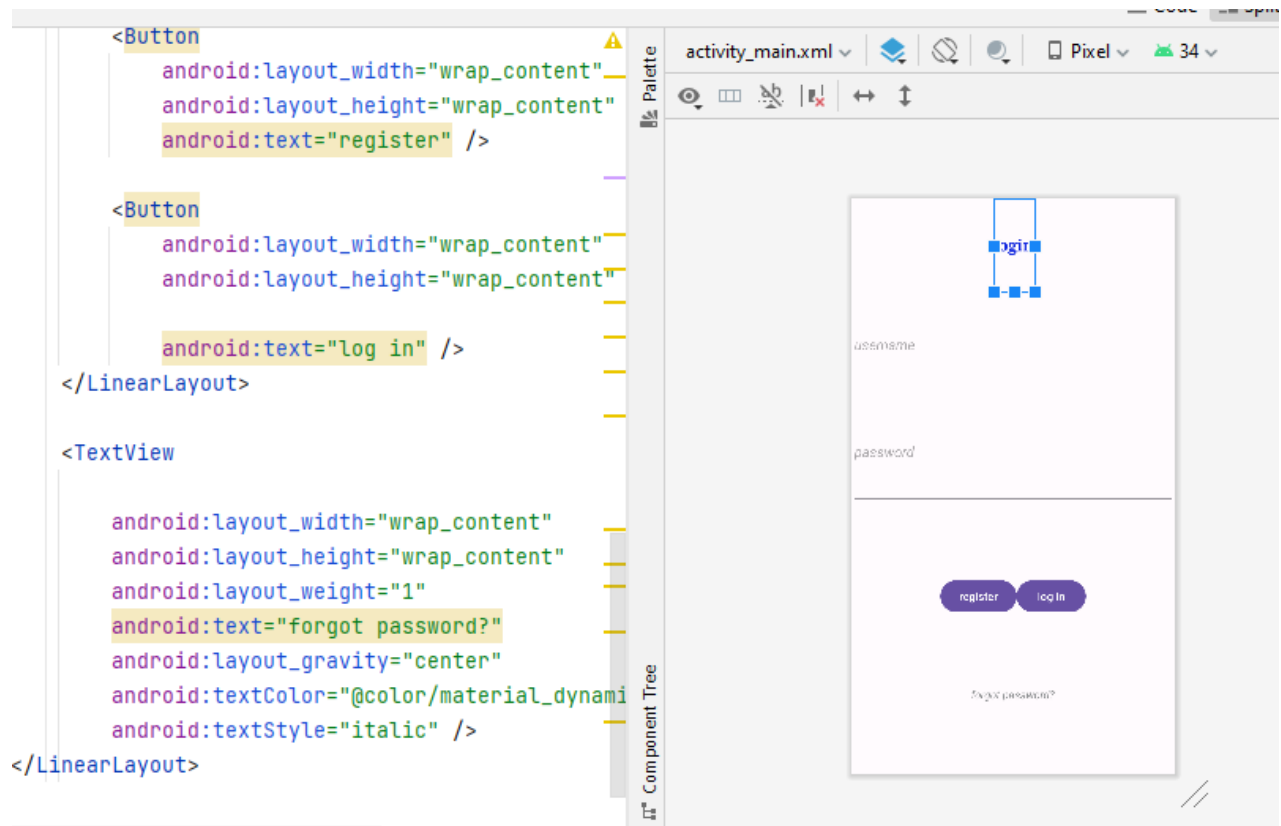 Code Split
<Button
android:layout_width="wrap_content"
android:layout_height="wrap_content"
android:text="register" />
<Button
android:layout_width="wrap_content"
android:layout_height="wrap_content"
android:text="log in" />
</LinearLayout>
<TextView
android:layout_width="wrap_content"
android:layout_height="wrap_content"
android:layout_weight="1"
android:text="forgot password?"
android:layout_gravity="center"
android:textColor="@color/material_dynami
android:textStyle="italic" />
</LinearLayout>
Palette
Component Tree
activity_main.xml
Pixel
34
login
username
password
register
log in
forgot password?